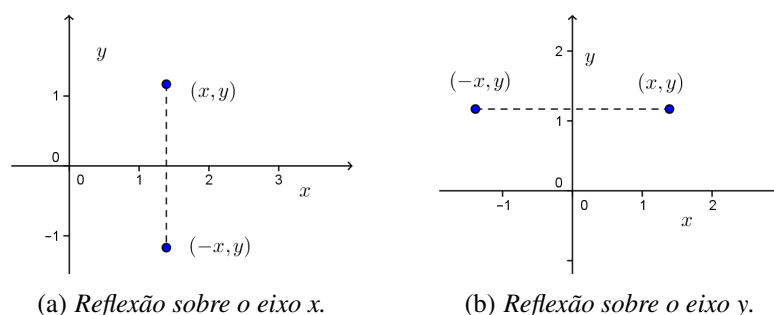 y
(x, y)
1
0
0
1
2
3
x
−1
(−x, y)
(a) Reflexão sobre o eixo x.
2
y
(−x, y)
(x, y)
1
0
−1
0
1
2
x
(b) Reflexão sobre o eixo y.